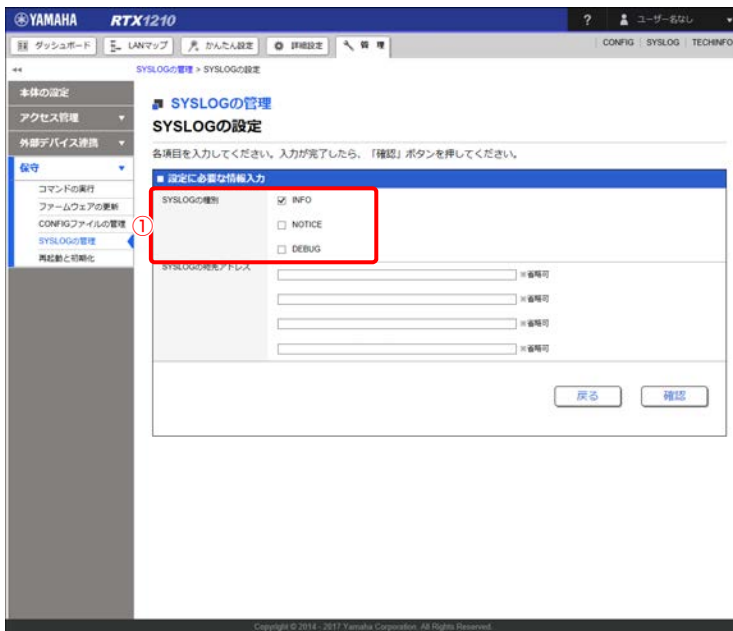 YAMAHA RTX1210
? ユーザー名なし
ダッシュボード LANマップ かんたん設定 詳細設定 管理 CONFIG SYSLOG TECHINFO
SYSLOGの管理 > SYSLOGの設定
本体の設定
アクセス管理
外部デバイス連携
保守
コマンドの実行
ファームウェアの更新
CONFIGファイルの管理
SYSLOGの管理
再起動と初期化
SYSLOGの管理
SYSLOGの設定
各項目を入力してください。入力が完了したら、「確認」ボタンを押してください。
■ 設定に必要な情報入力
①
SYSLOGの種別 INFO
NOTICE
DEBUG
SYSLOGの宛先アドレス ※省略可
※省略可
※省略可
※省略可
戻る 確認
Copyright © 2014 - 2017 Yamaha Corporation. All Rights Reserved.